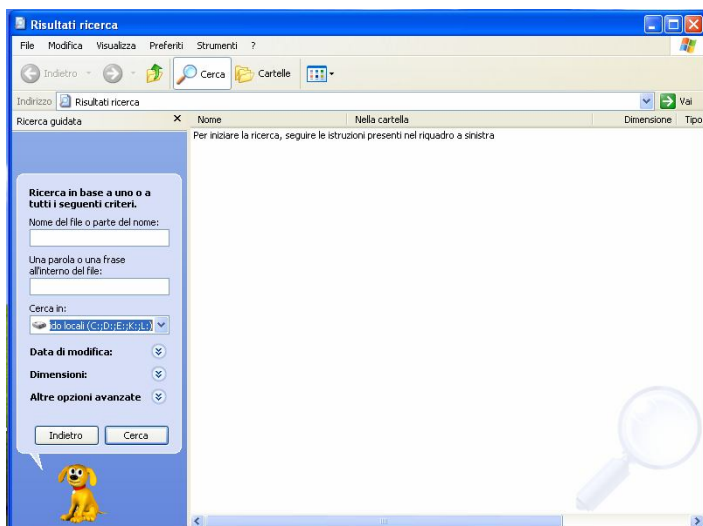 Risultati ricerca
File Modifica Visualizza Preferiti Strumenti ?
Indietro Cerca Cartelle
Indirizzo Risultati ricerca Vai
Ricerca guidata Nome Nella cartella Dimensione Tipo
Per iniziare la ricerca, seguire le istruzioni presenti nel riquadro a sinistra
Ricerca in base a uno o a
tutti i seguenti criteri.
Nome del file o parte del nome:
Una parola o una frase
all'interno del file:
Cerca in:
do locali (C:;D:;E:;K:;L:)
Data di modifica:
Dimensioni:
Altre opzioni avanzate
Indietro Cerca